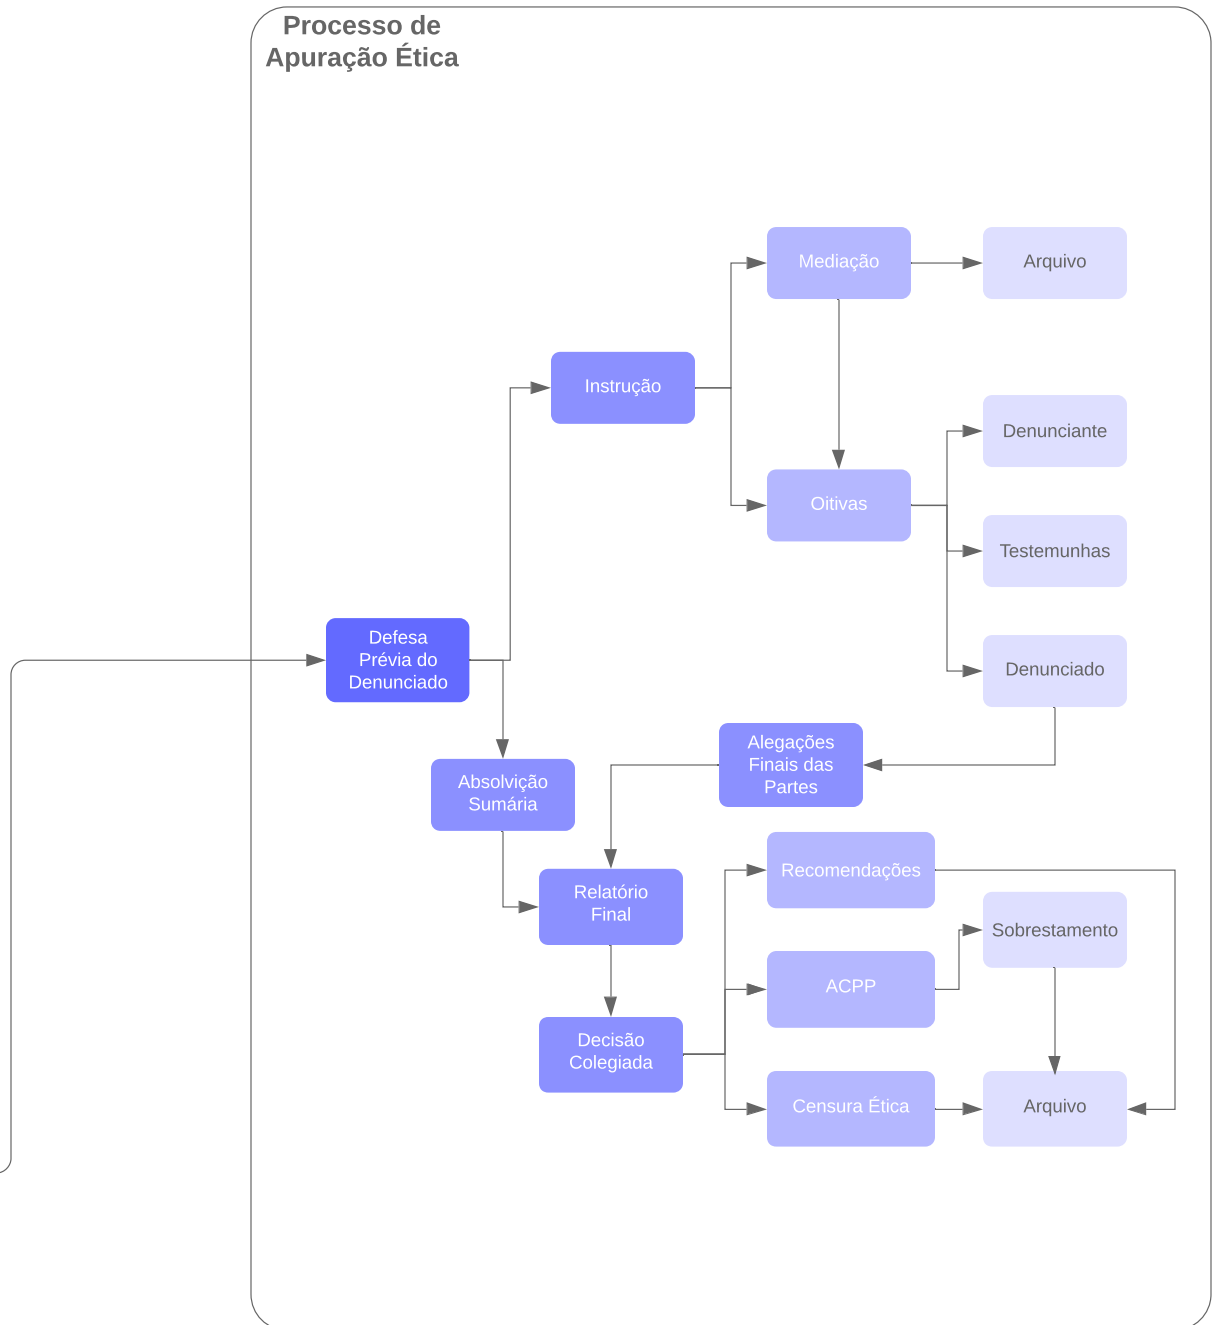 Processo de
Apuração Ética
Mediação
Arquivo
Instrução
Denunciante
Oitivas
Testemunhas
Defesa
Prévia do
Denunciado
Denunciado
Alegações
Finais das
Partes
Absolvição
Sumária
Recomendações
Relatório
Final
Sobrestamento
ACPP
Decisão
Colegiada
Censura Ética
Arquivo